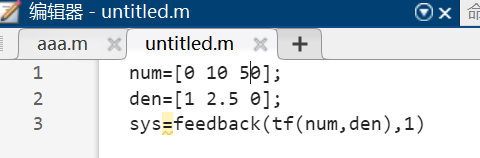 编辑器 - untitled.m
aaa.m untitled.m
1 num=[0 10 50];
2 den=[1 2.5 0];
3 sys=feedback(tf(num,den),1)